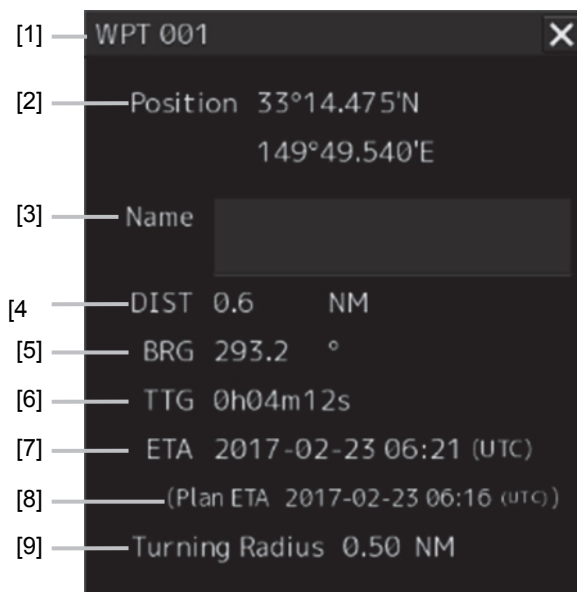 [1] WPT 001
[2] Position 33°14.475'N
149°49.540'E
[3] Name
[4 DIST 0.6 NM
[5] BRG 293.2 °
[6] TTG 0h04m12s
[7] ETA 2017-02-23 06:21 (UTC)
[8] (Plan ETA 2017-02-23 06:16 (UTC))
[9] Turning Radius 0.50 NM